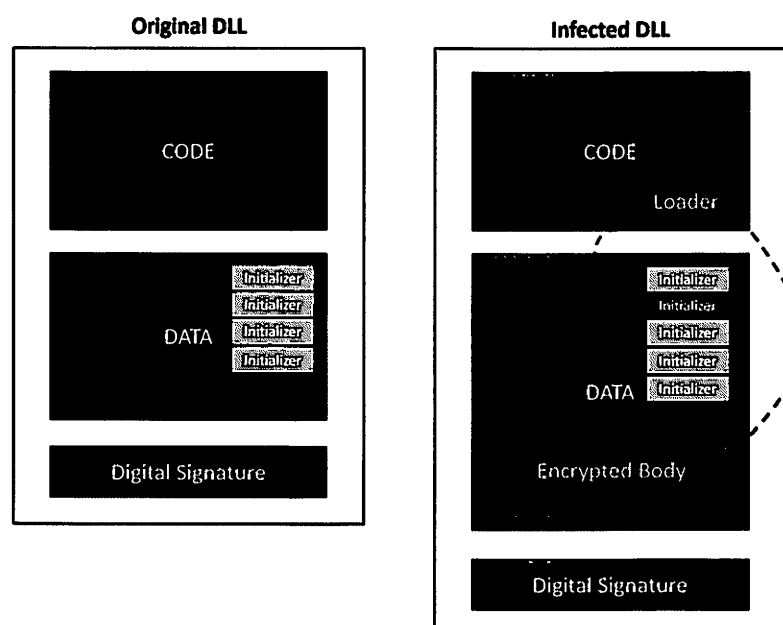 Original DLL
CODE
Initializer
Initializer
Initializer
DATA
Initializer
Digital Signature
Infected DLL
CODE
Loader
Initializer
Initializer
Initializer
Initializer
DATA
Initializer
Encrypted Body
Digital Signature